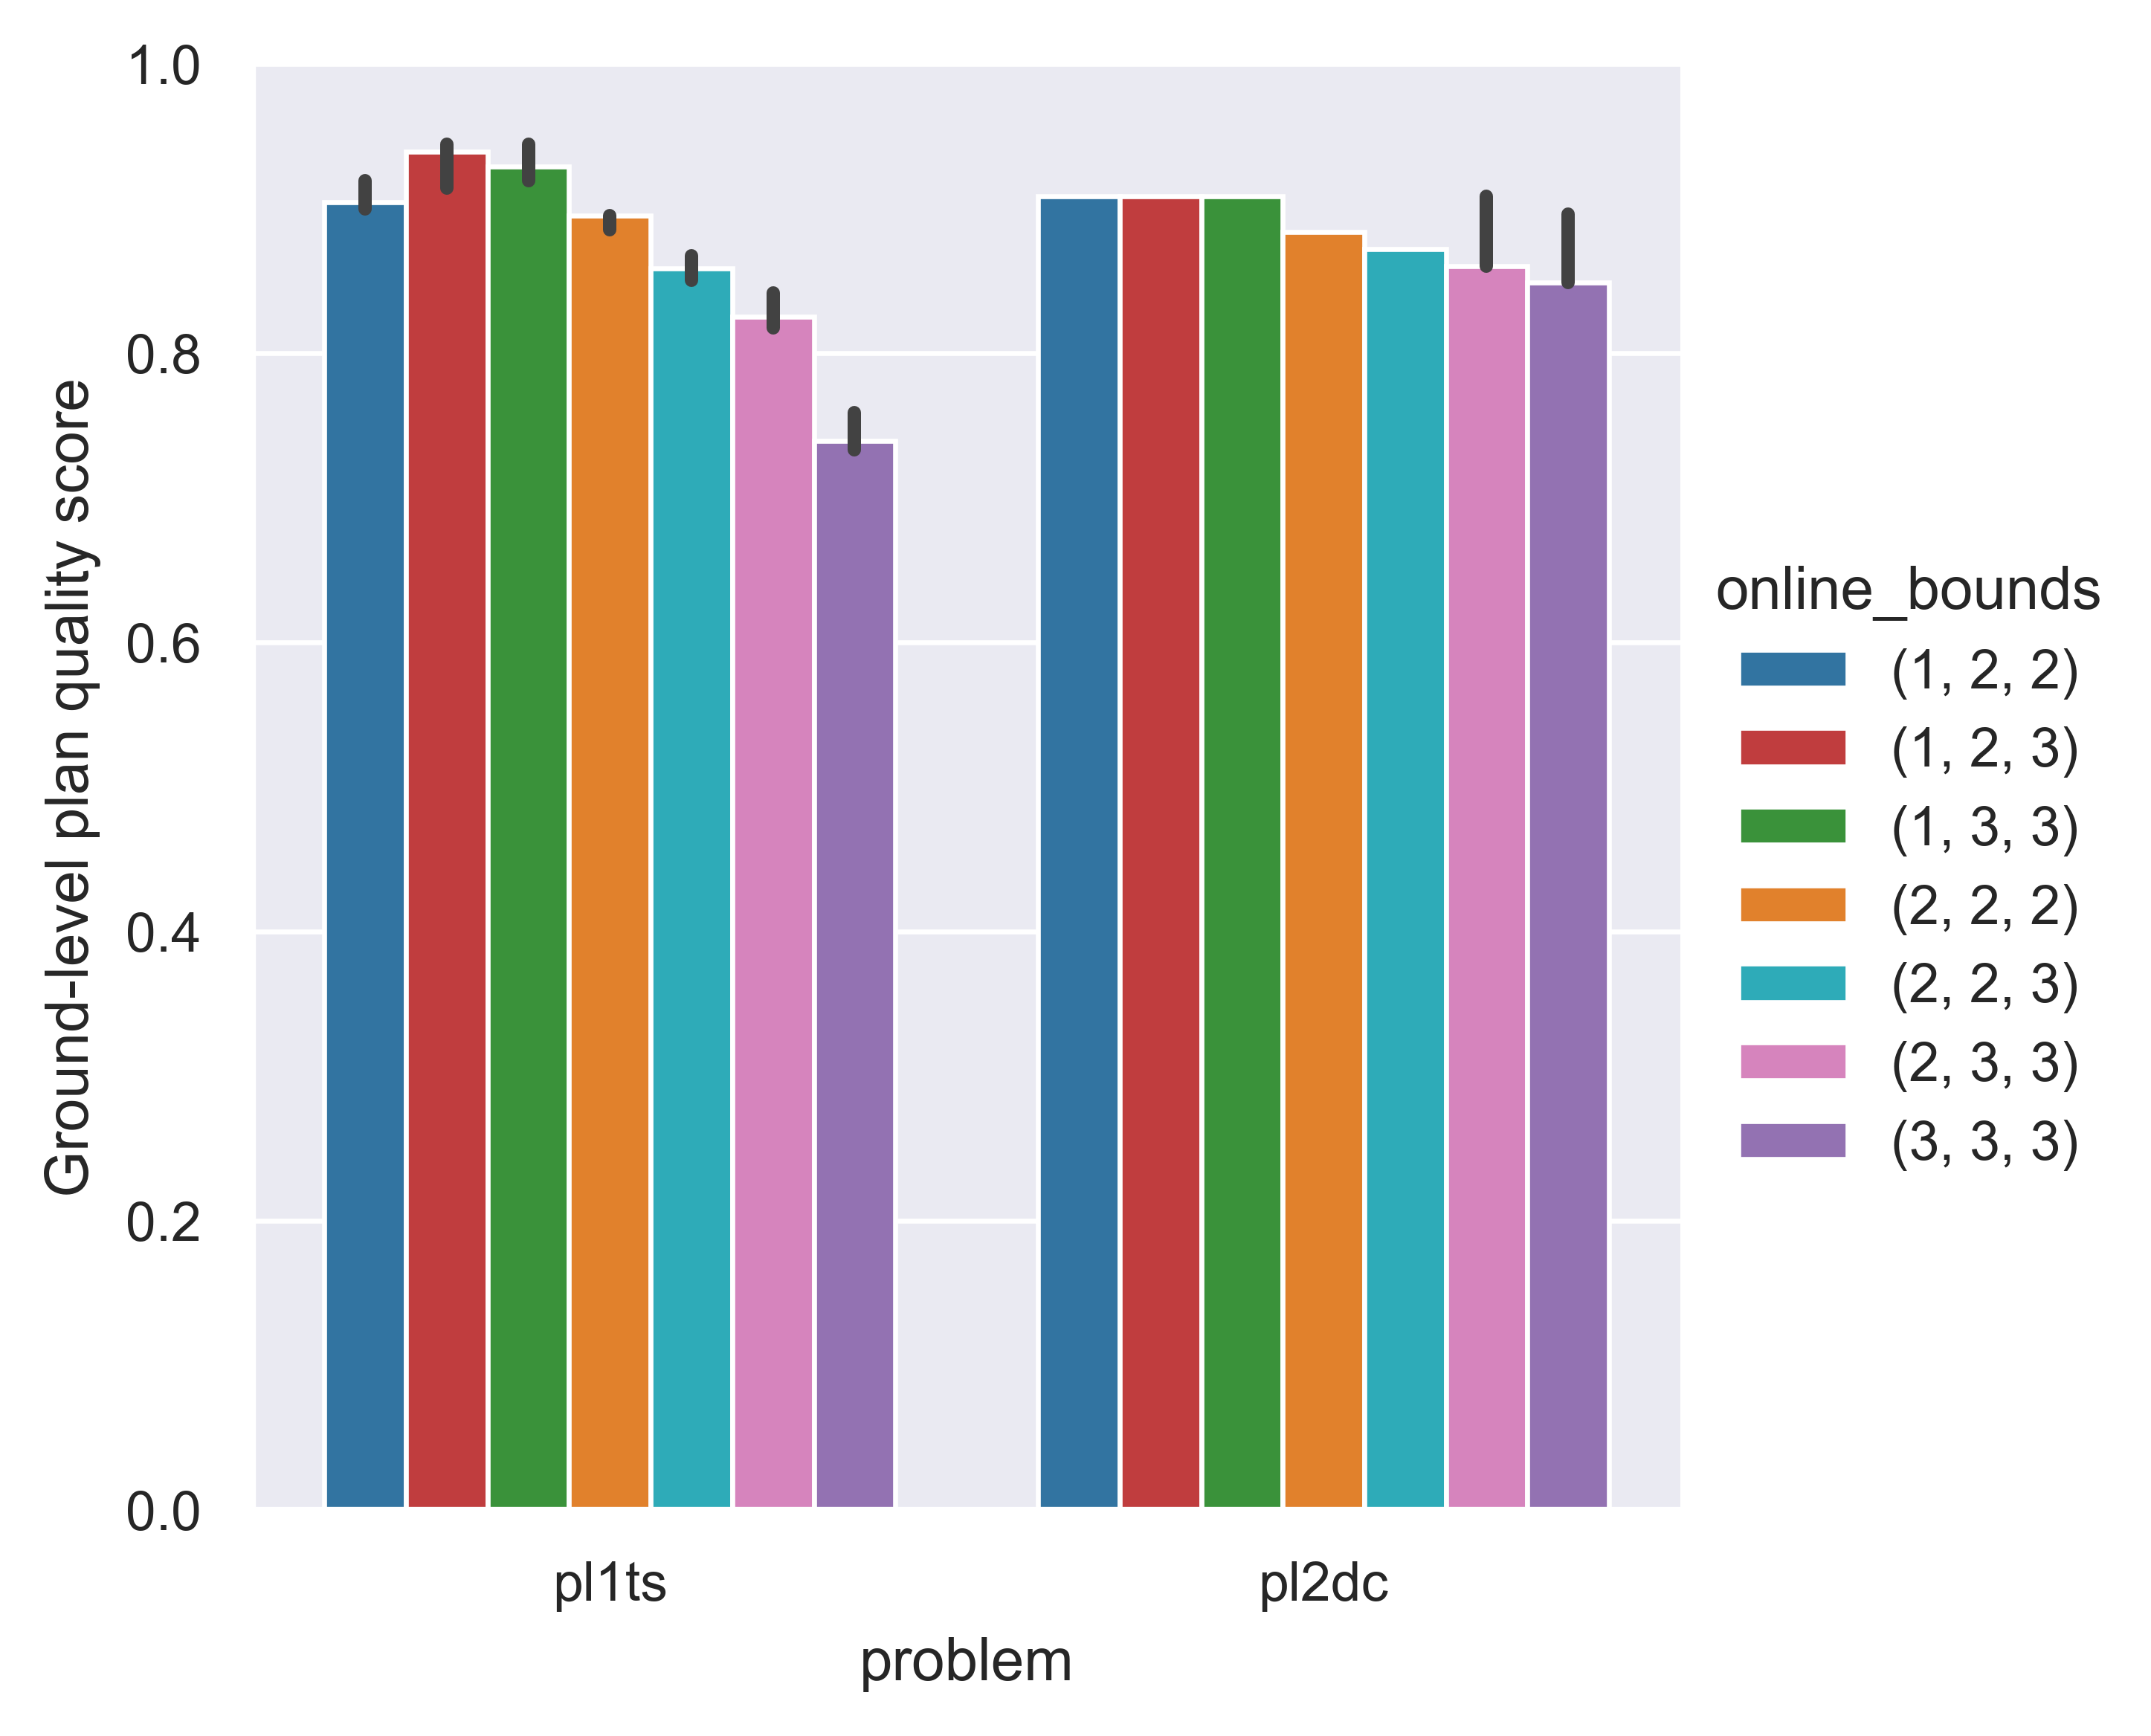 Ground-level plan quality score
1.0
0.8
0.6
0.4
0.2
0.0
pl1ts
pl2dc
problem
online_bounds
(1, 2, 2)
(1, 2, 3)
(1, 3, 3)
(2, 2, 2)
(2, 2, 3)
(2, 3, 3)
(3, 3, 3)